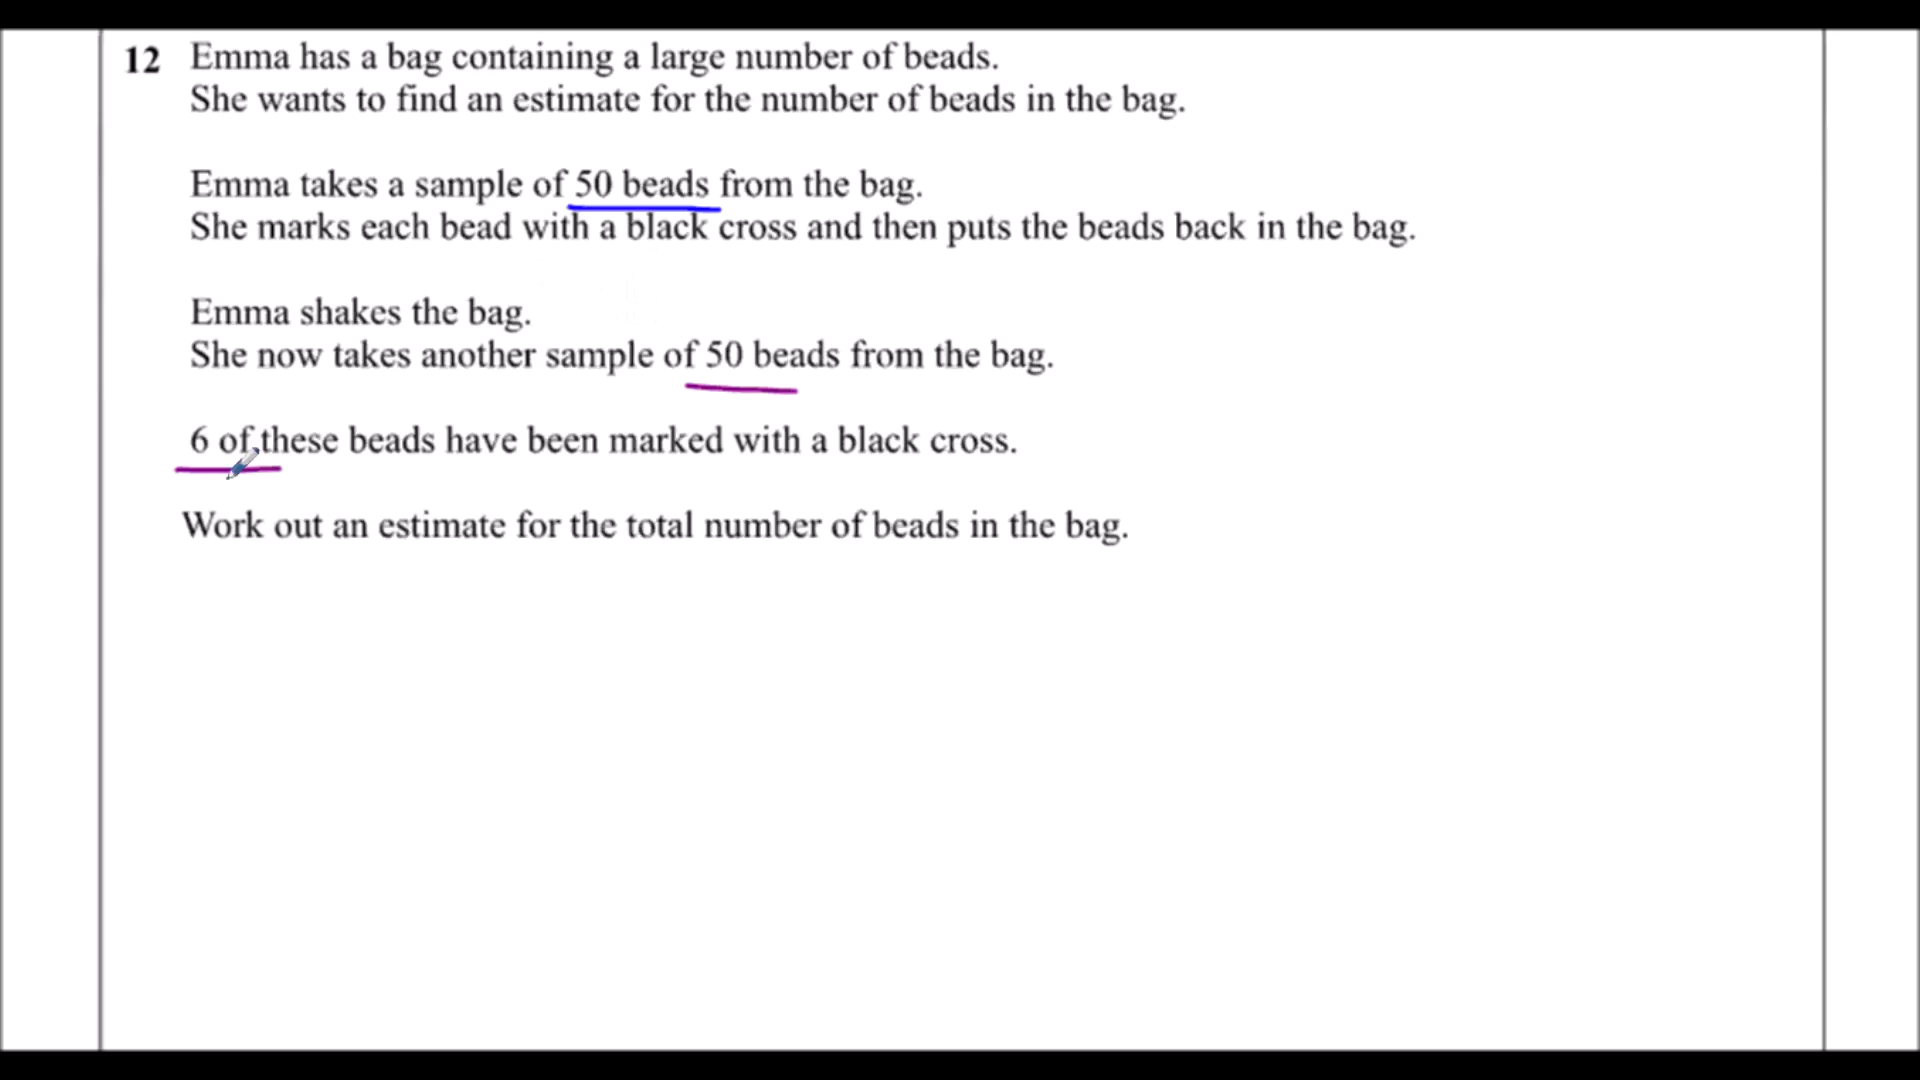 12 Emma has a bag containing a large number of beads.
She wants to find an estimate for the number of beads in the bag.
Emma takes a sample of 50 beads from the bag.
She marks each bead with a black cross and then puts the beads back in the bag.
Emma shakes the bag.
She now takes another sample of 50 beads from the bag.
6 of these beads have been marked with a black cross.
Work out an estimate for the total number of beads in the bag.